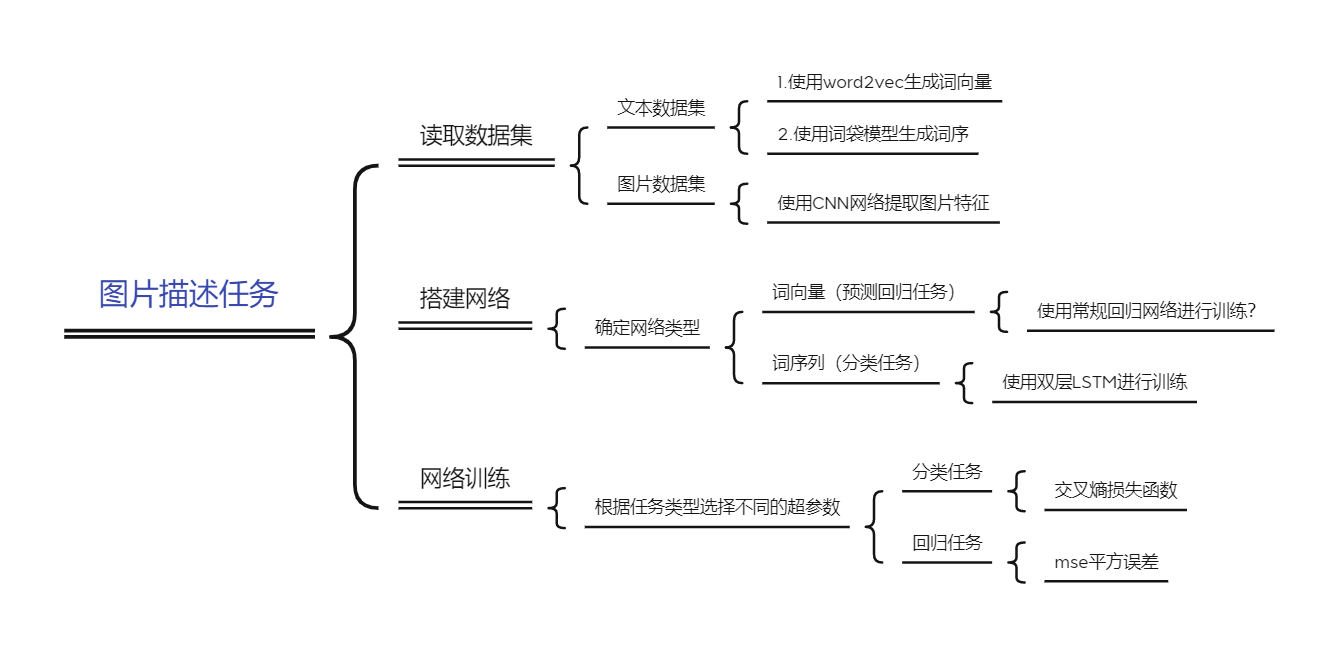 图片描述任务
读取数据集
文本数据集
1.使用word2vec生成词向量
2.使用词袋模型生成词序
图片数据集
使用CNN网络提取图片特征
搭建网络
确定网络类型
词向量（预测回归任务）
使用常规回归网络进行训练？
词序列（分类任务）
使用双层LSTM进行训练
网络训练
根据任务类型选择不同的超参数
分类任务
交叉熵损失函数
回归任务
mse平方误差